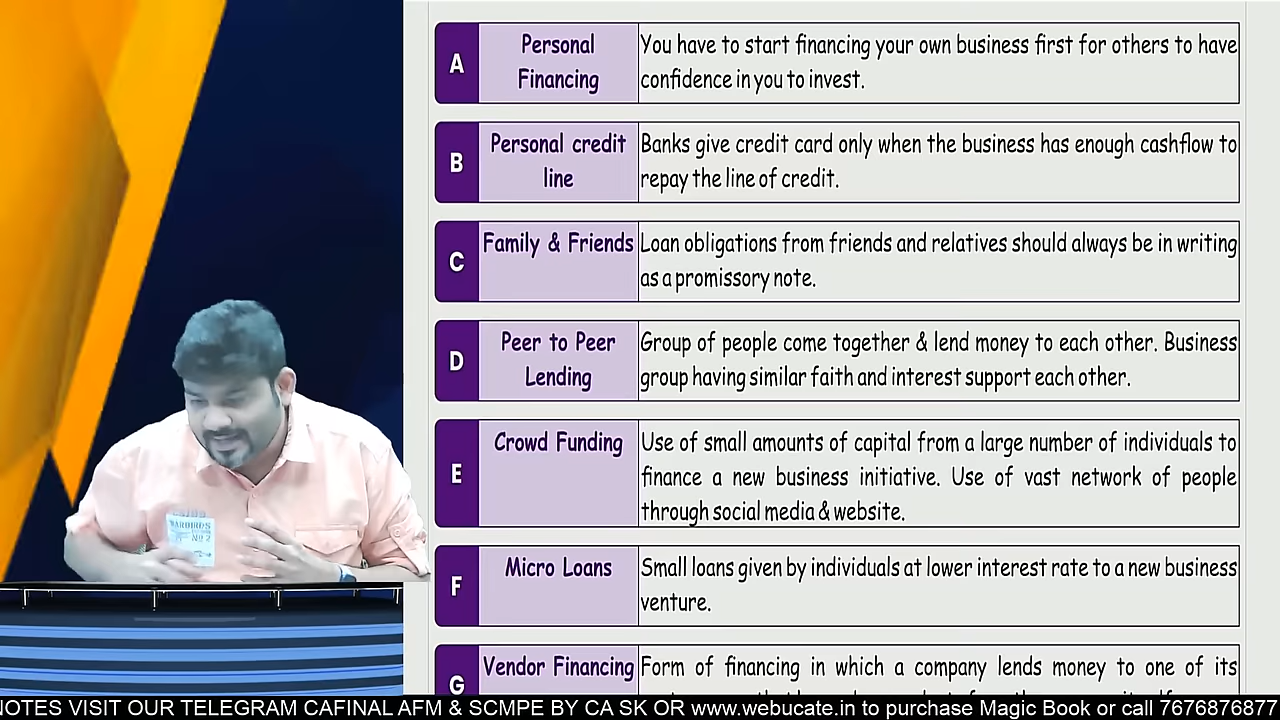 A
Personal
Financing
You have to start financing your own business first for others to have
confidence in you to invest.
B
Personal credit
line
Banks give credit card only when the business has enough cashflow to
repay the line of credit.
C
Family & Friends
Loan obligations from friends and relatives should always be in writing
as a promissory note.
D
Peer to Peer
Lending
Group of people come together & lend money to each other. Business
group having similar faith and interest support each other.
E
Crowd Funding
Use of small amounts of capital from a large number of individuals to
finance a new business initiative. Use of vast network of people
through social media & website.
F
Micro Loans
Small loans given by individuals at lower interest rate to a new business
venture.
G
Vendor Financing
Form of financing in which a company lends money to one of its
NOTES VISIT OUR TELEGRAM CAFINAL AFM & SCMPE BY CA SK OR www.webucate.in to purchase Magic Book or call 7676876877